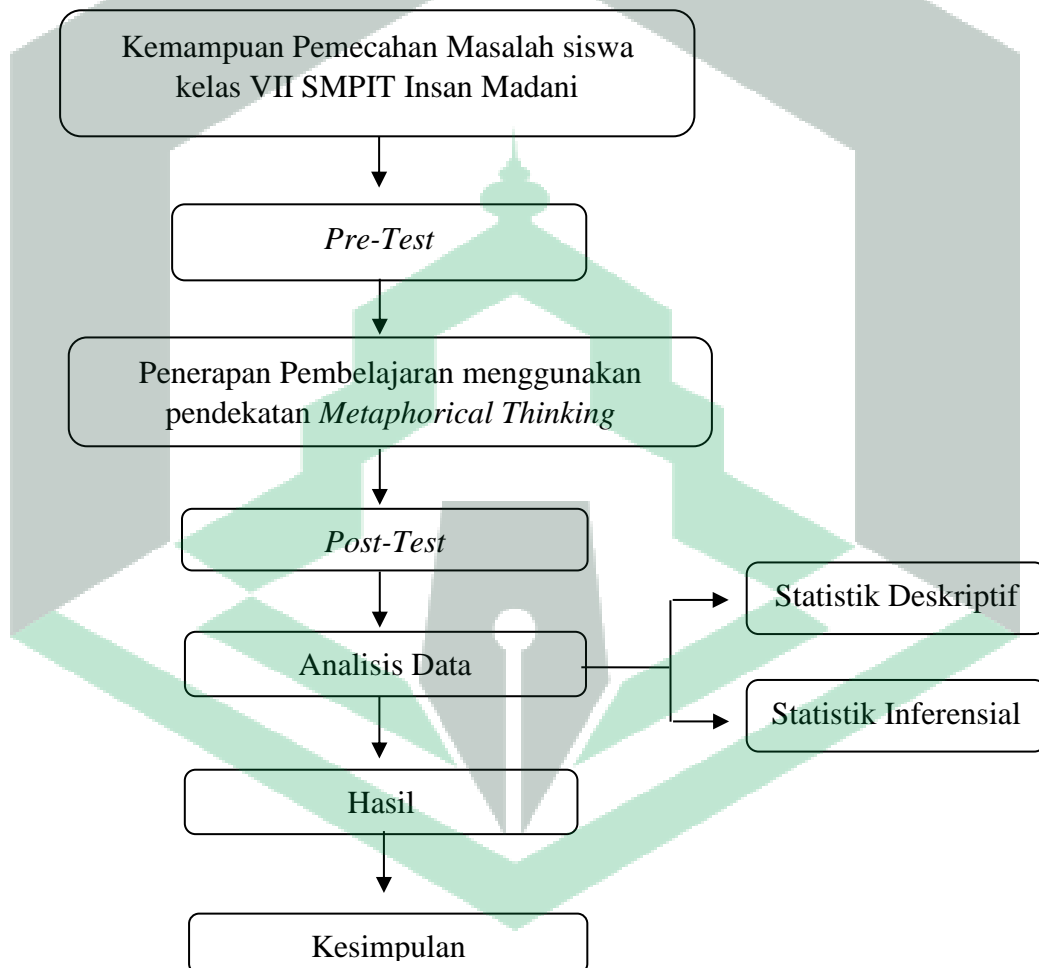 Kemampuan Pemecahan Masalah siswa
kelas VII SMPIT Insan Madani
Pre-Test
Penerapan Pembelajaran menggunakan
pendekatan Metaphorical Thinking
Post-Test
Statistik Deskriptif
Analisis Data
Statistik Inferensial
Hasil
Kesimpulan